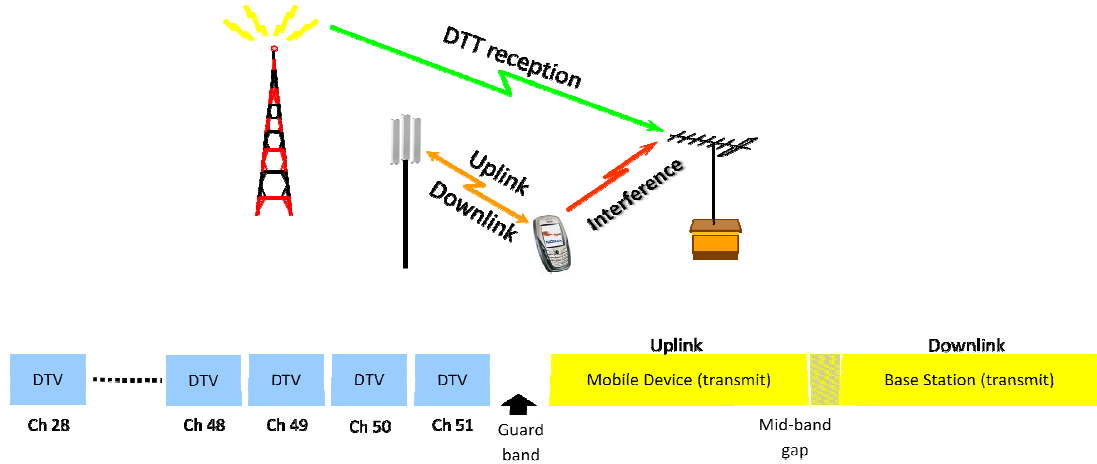 DTT reception
Uplink
Downlink
Interference
Uplink
Downlink
DTV
DTV
DTV
DTV
DTV
Mobile Device (transmit)
Base Station (transmit)
Ch 28
Ch 48
Ch 49
Ch 50
Ch 51
Guard
band
Mid-band
gap